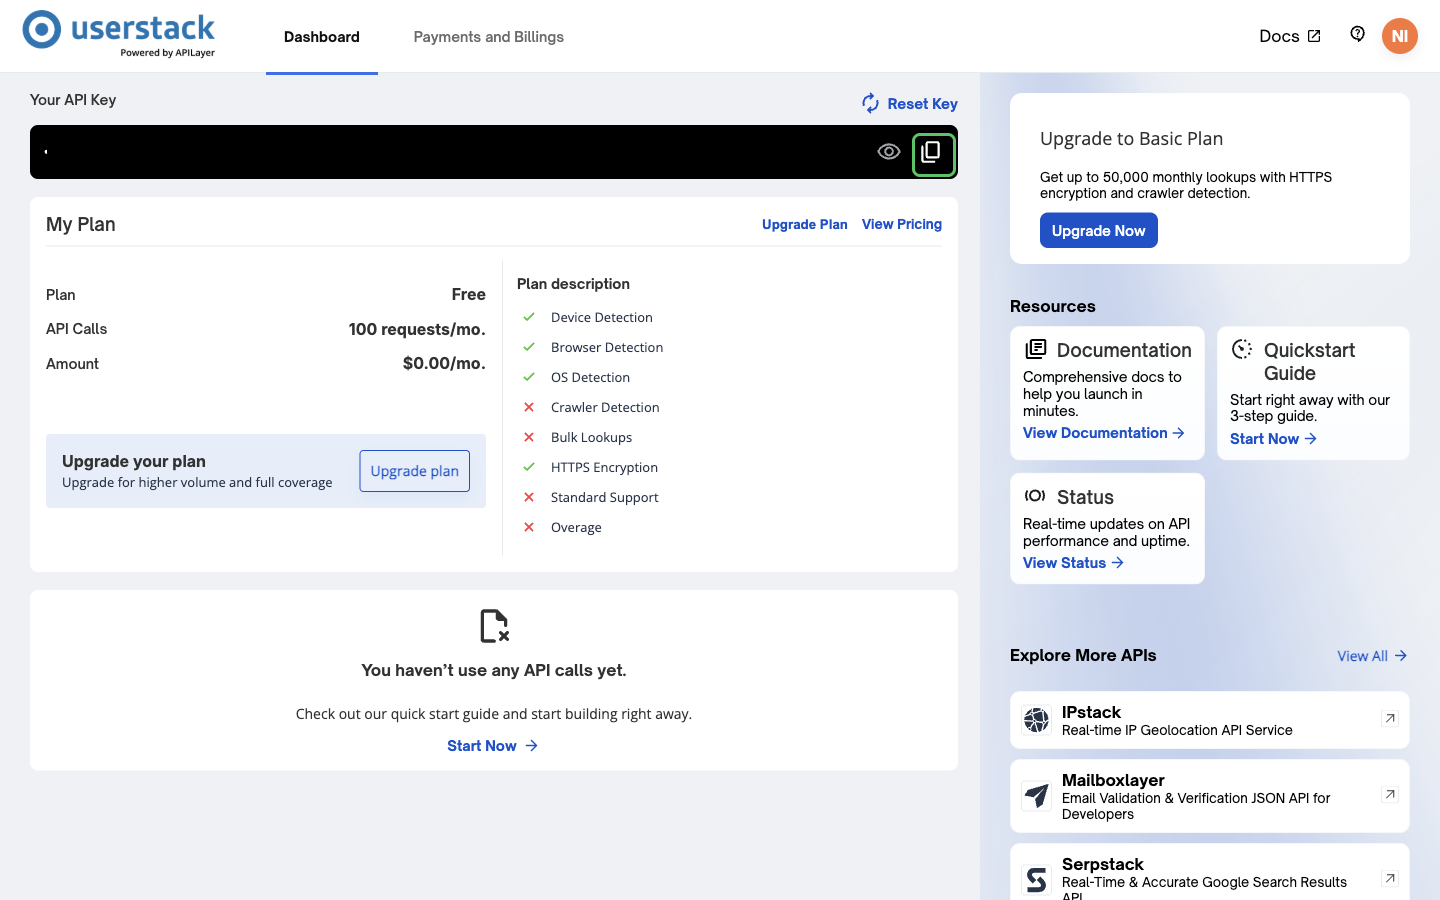 userstack
Powered by APILayer
Dashboard
Payments and Billings
Docs
NI
Your API Key
Reset Key
My Plan
Upgrade Plan
View Pricing
Plan
Free
API Calls
100 requests/mo.
Amount
$0.00/mo.
Upgrade your plan
Upgrade for higher volume and full coverage
Upgrade plan
Plan description
Device Detection
Browser Detection
OS Detection
Crawler Detection
Bulk Lookups
HTTPS Encryption
Standard Support
Overage
You haven’t use any API calls yet.
Check out our quick start guide and start building right away.
Start Now
Upgrade to Basic Plan
Get up to 50,000 monthly lookups with HTTPS
encryption and crawler detection.
Upgrade Now
Resources
Documentation
Comprehensive docs to
help you launch in
minutes.
View Documentation
Quickstart
Guide
Start right away with our
3-step guide.
Start Now
Status
Real-time updates on API
performance and uptime.
View Status
Explore More APIs
View All
IPstack
Real-time IP Geolocation API Service
Mailboxlayer
Email Validation & Verification JSON API for
Developers
Serpstack
Real-Time & Accurate Google Search Results
API